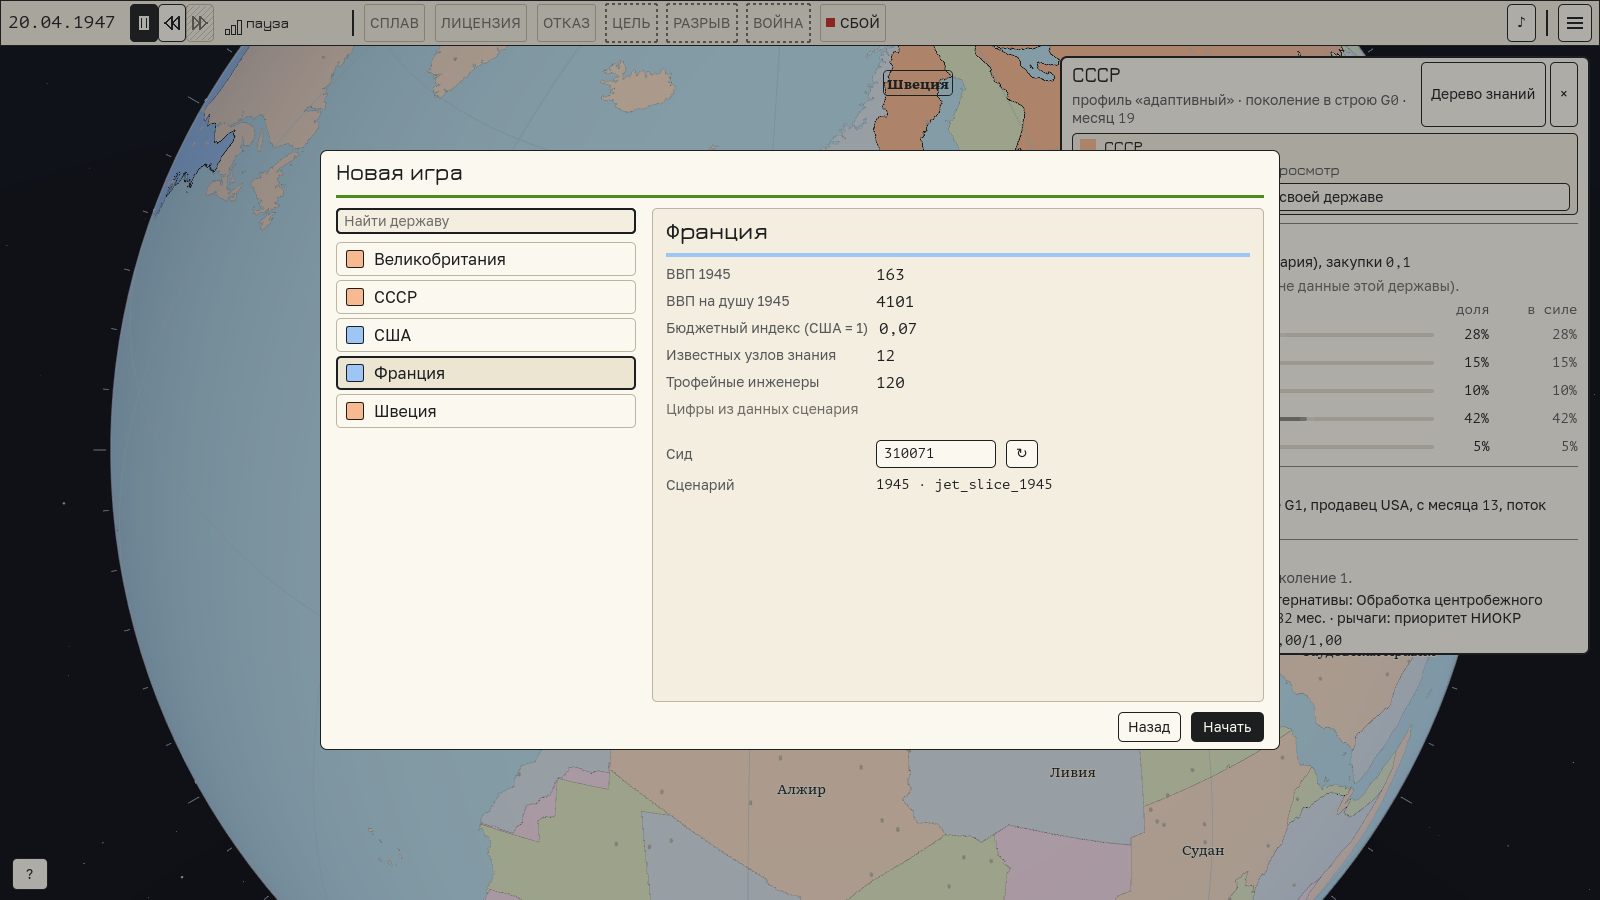 20.04.1947
пауза
СПЛАВ
ЛИЦЕНЗИЯ
ОТКАЗ
ЦЕЛЬ
РАЗРЫВ
ВОЙНА
СБОЙ
Швеция
СССР
профиль «адаптивный» · поколение в строю G0 ·
месяц 19
Дерево знаний
×
СССР
росмотр
своей державе
ария), закупки 0,1
не данные этой державы).
доля в силе
28% 28%
15% 15%
10% 10%
42% 42%
5% 5%
G1, продавец USA, с месяца 13, поток
коление 1.
тернативы: Обработка центробежного
32 мес. · рычаги: приоритет НИОКР
,00/1,00
Новая игра
Найти державу
Великобритания
СССР
США
Франция
Швеция
Франция
ВВП 1945 163
ВВП на душу 1945 4101
Бюджетный индекс (США = 1) 0,07
Известных узлов знания 12
Трофейные инженеры 120
Цифры из данных сценария
Сид 310071 ↻
Сценарий 1945 · jet_slice_1945
Назад
Начать
Алжир
Ливия
Судан
?